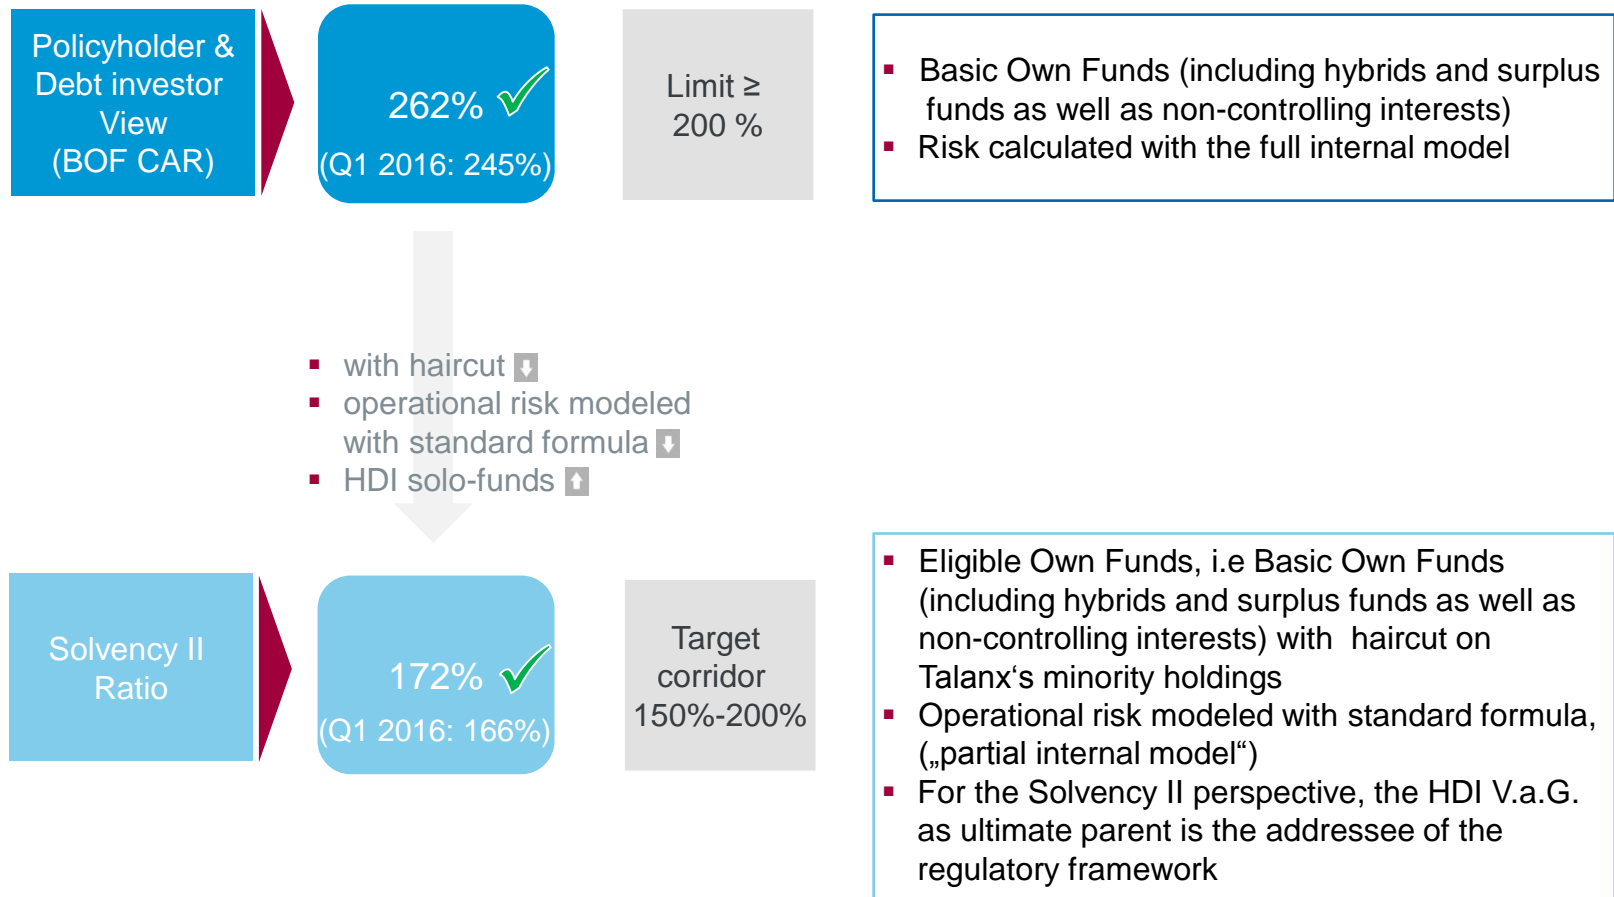 Policyholder &
Debt investor
View
(BOF CAR)
262%
(Q1 2016: 245%)
Limit ≥
200 %
▪ Basic Own Funds (including hybrids and surplus
funds as well as non-controlling interests)
▪ Risk calculated with the full internal model
▪ with haircut
▪ operational risk modeled
with standard formula
▪ HDI solo-funds
Solvency II
Ratio
172%
(Q1 2016: 166%)
Target
corridor
150%-200%
▪ Eligible Own Funds, i.e Basic Own Funds
(including hybrids and surplus funds as well as
non-controlling interests) with haircut on
Talanx‘s minority holdings
▪ Operational risk modeled with standard formula,
(„partial internal model“)
▪ For the Solvency II perspective, the HDI V.a.G.
as ultimate parent is the addressee of the
regulatory framework